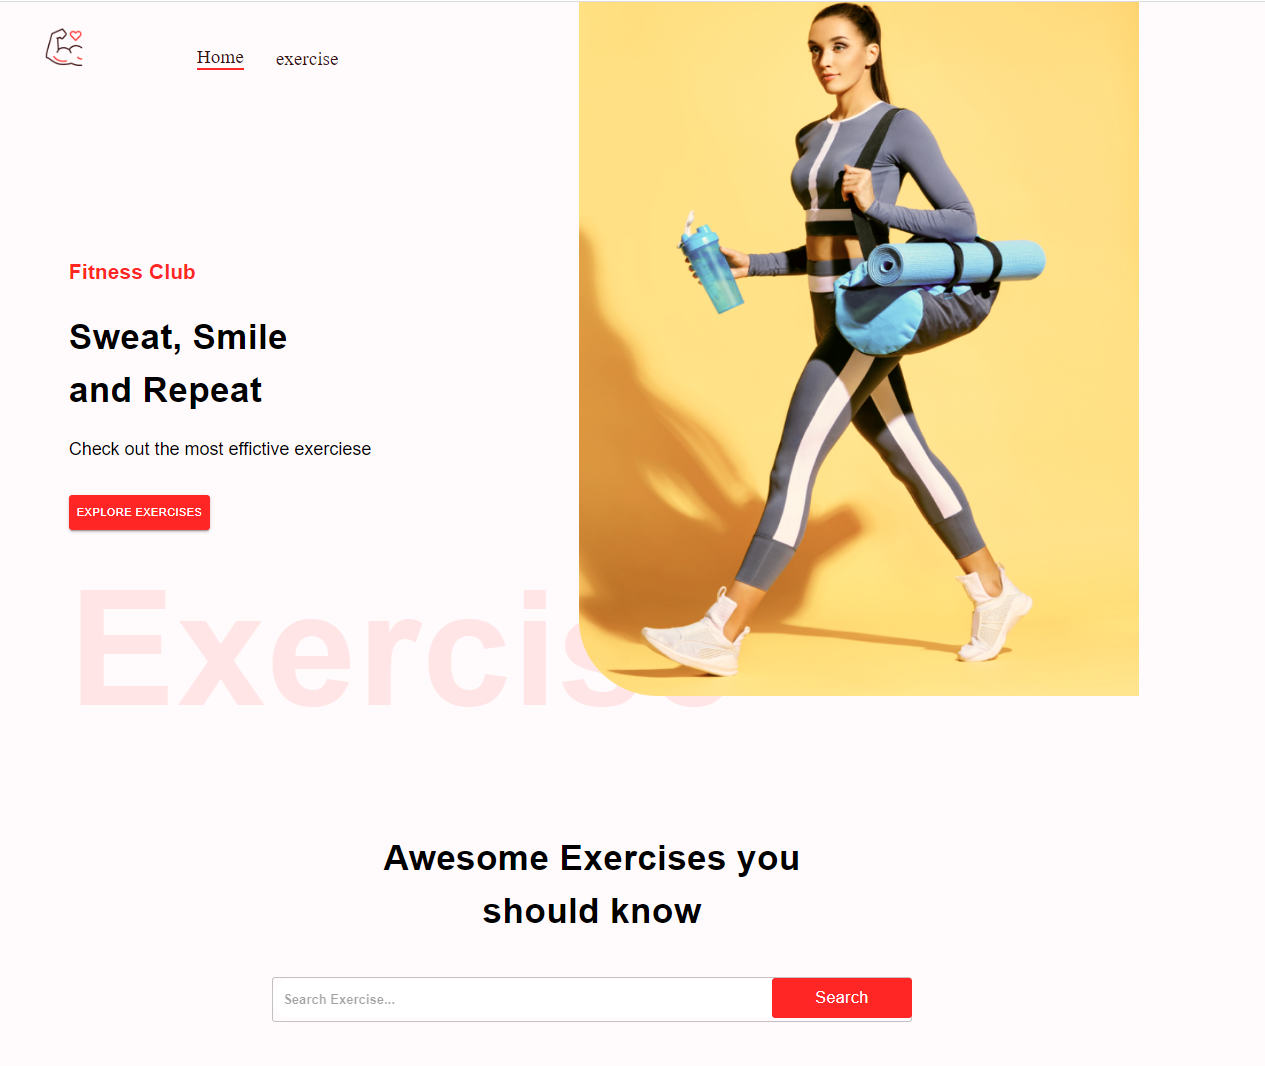 Home
exercise
Fitness Club
Sweat, Smile
and Repeat
Check out the most effictive exerciese
EXPLORE EXERCISES
Exercise
Awesome Exercises you
should know
Search Exercise...
Search